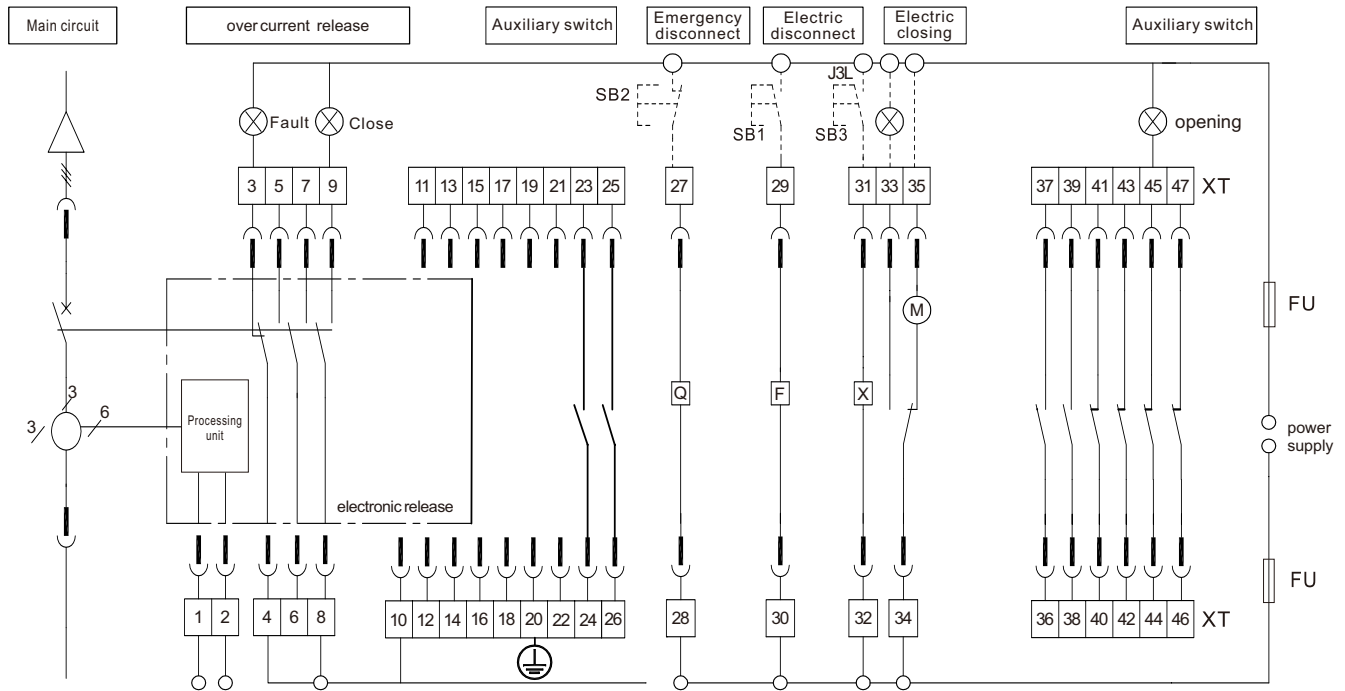 Main circuit
over current release
Auxiliary switch
Emergency
disconnect
Electric
disconnect
Electric
closing
Auxiliary switch
J3L
SB2
Fault
Close
SB1
SB3
opening
3 5 7 9
11 13 15 17 19 21 23 25
27
29
31 33 35
37 39 41 43 45 47
XT
M
FU
Q
F
X
3
3
6
Processing
unit
power
supply
electronic release
FU
1 2
4 6 8
10 12 14 16 18 20 22 24 26
28
30
32
34
36 38 40 42 44 46
XT